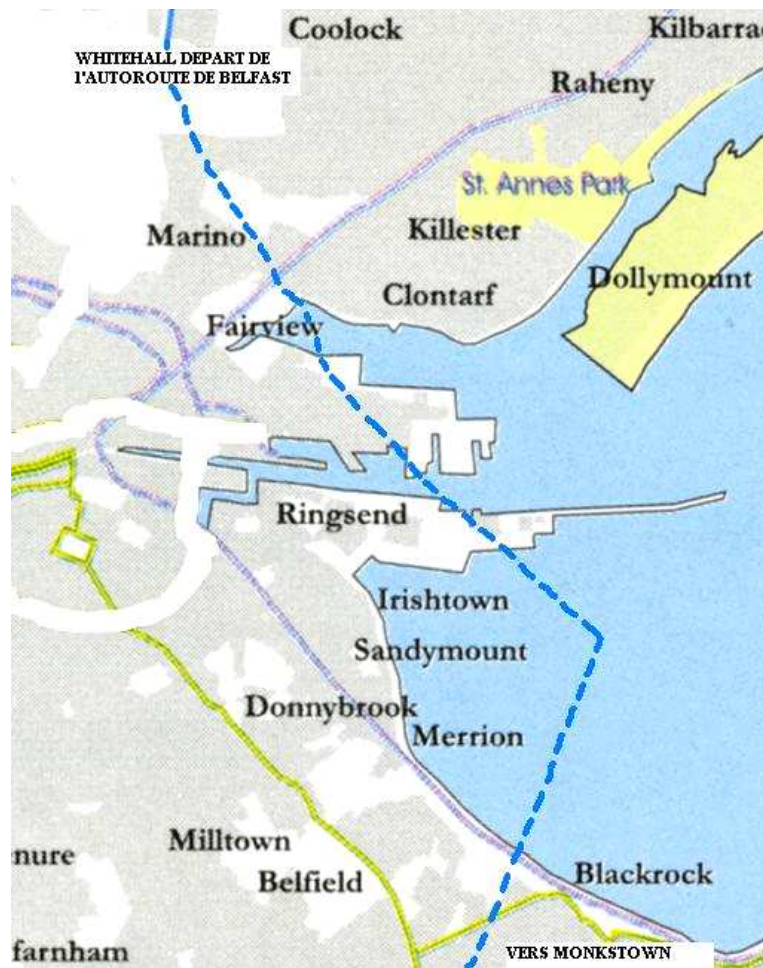 Coolock
Kilbarra
WHITEHALL DEPART DE
l'AUTOROUTE DE BELFAST
Raheny
St. Annes Park
Marino
Killester
Dollymount
Clontarf
Fairview
Ringsend
Irishtown
Sandymount
Donnybrook
Merrion
Milltown
nure
Belfield
Blackrock
farnham
VERS MONKSTOWN